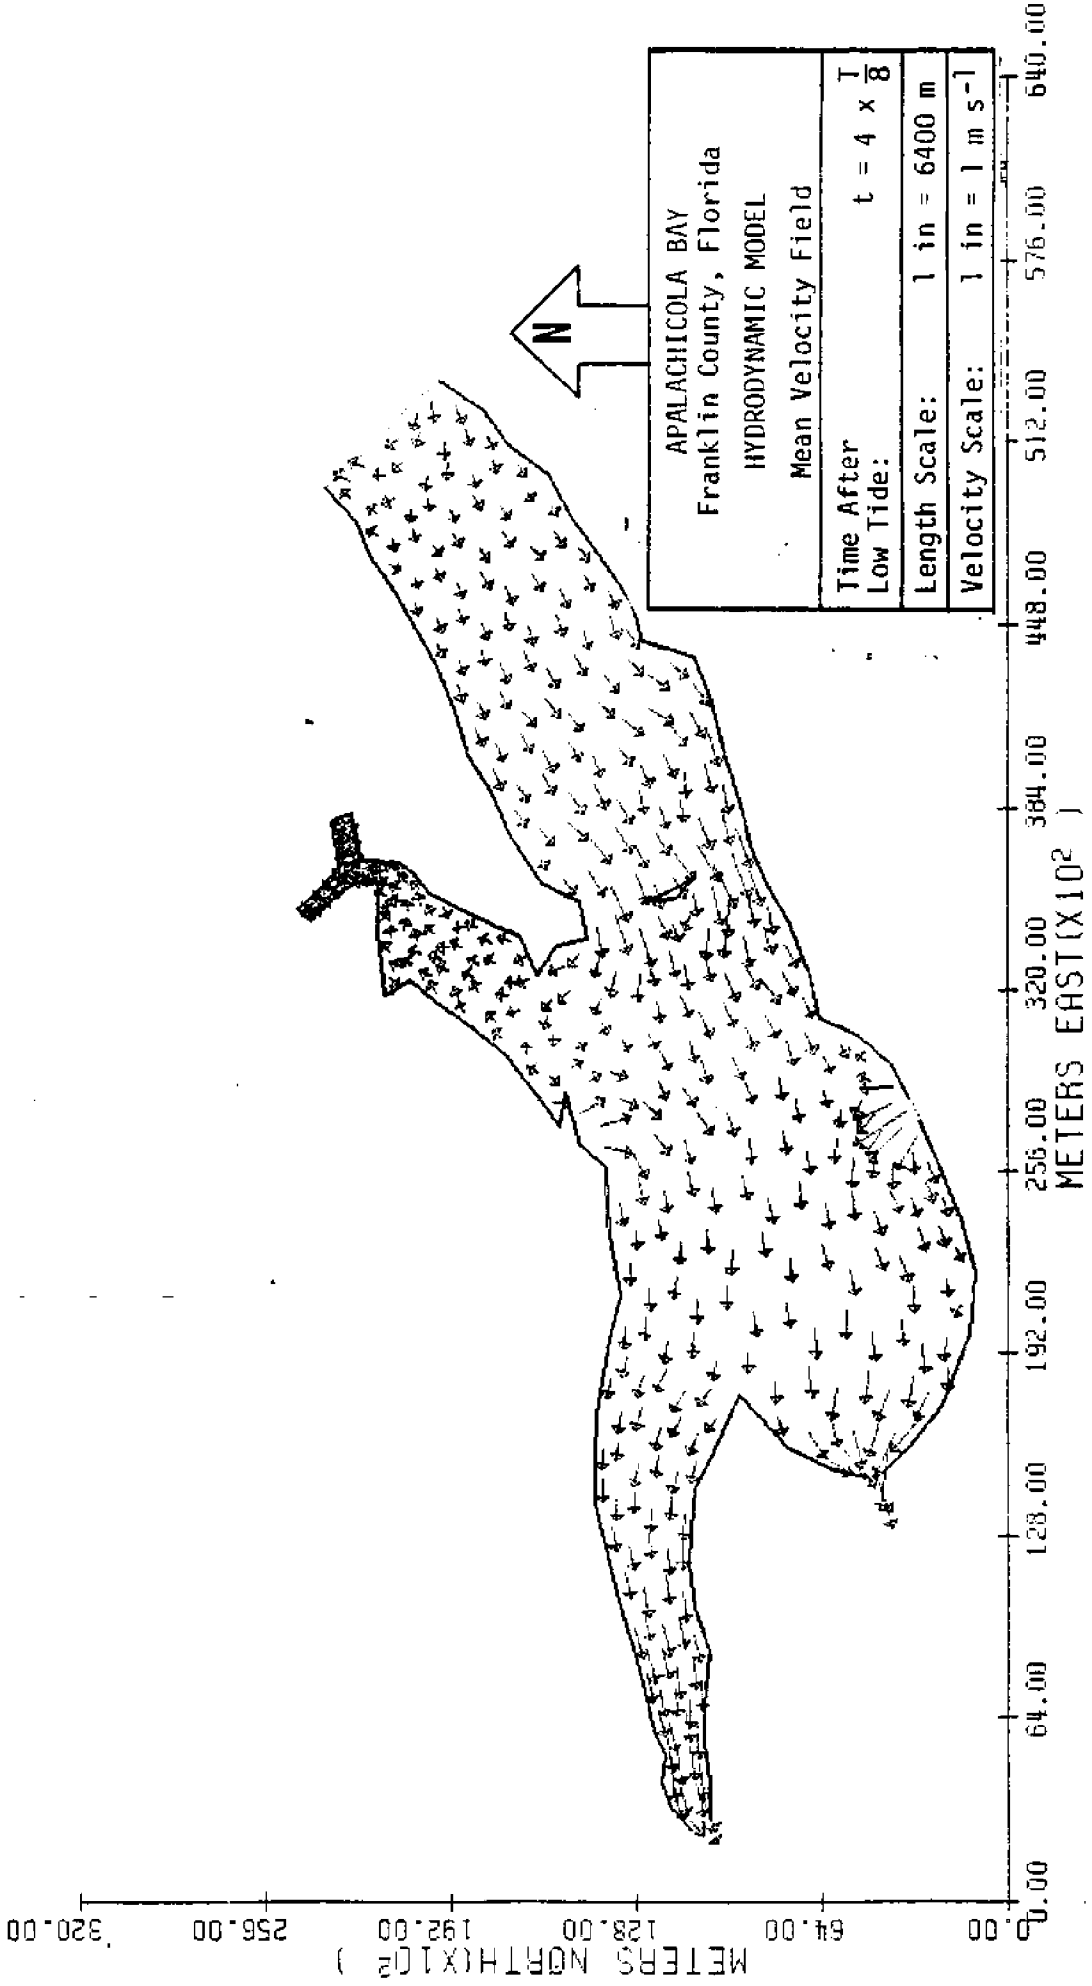 320.00
256.00
192.00
128.00
64.00
0.00
METERS NORTH(X10²)
N
APALACHICOLA BAY
Franklin County, Florida
HYDRODYNAMIC MODEL
Mean Velocity Field
Time After
Low Tide: t = 4 x T/8
Length Scale: 1 in = 6400 m
Velocity Scale: 1 in = 1 m s⁻¹
0.00 64.00 128.00 192.00 256.00 320.00 384.00 448.00 512.00 576.00 640.00
METERS EAST(X10²)